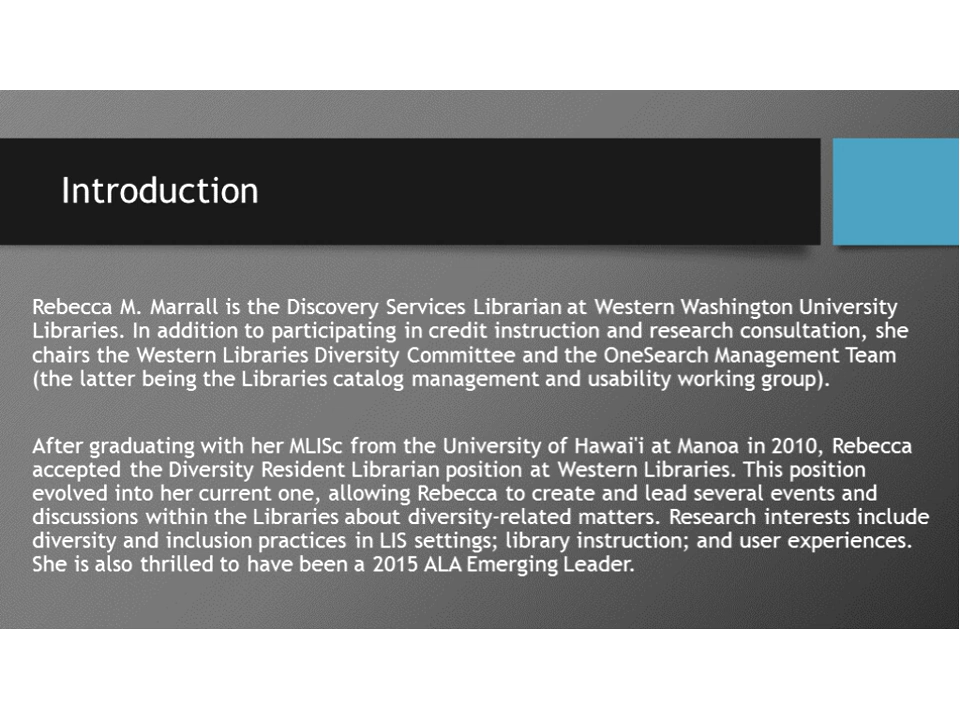 Introduction
Rebecca M. Marrall is the Discovery Services Librarian at Western Washington University
Libraries. In addition to participating in credit instruction and research consultation, she
chairs the Western Libraries Diversity Committee and the OneSearch Management Team
(the latter being the Libraries catalog management and usability working group).
After graduating with her MLISc from the University of Hawai'i at Manoa in 2010, Rebecca
accepted the Diversity Resident Librarian position at Western Libraries. This position
evolved into her current one, allowing Rebecca to create and lead several events and
discussions within the Libraries about diversity-related matters. Research interests include
diversity and inclusion practices in LIS settings; library instruction; and user experiences.
She is also thrilled to have been a 2015 ALA Emerging Leader.